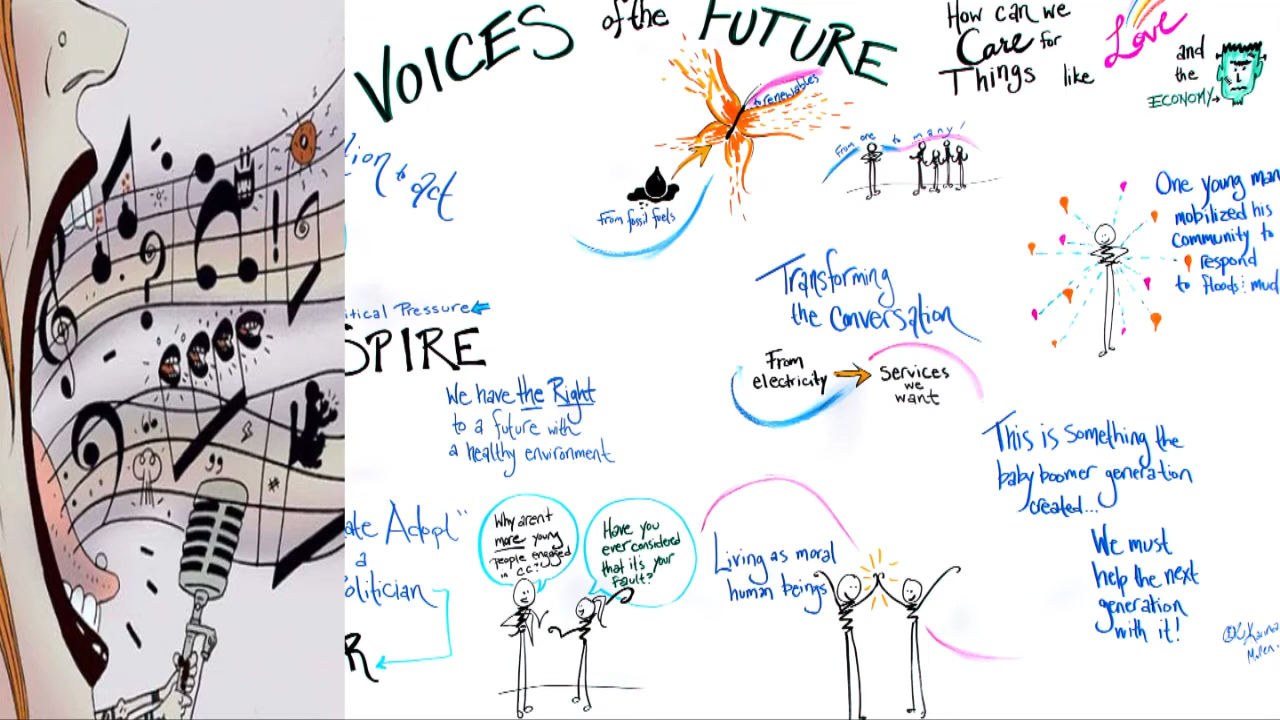 VOICES of the FUTURE
How can we
Care for
Things like Love
and
the
ECONOMY
to renewables
From fossil fuels
From one to many!
tion to act
itical Pressure
SPIRE
We have the Right
to a future with
a healthy environment
Transforming
the conversation
From
electricity
Services
we
want
One young man
mobilized his
community to
respond
to floods: mud
This is something the
baby boomer generation
created...
We must
help the next
generation
with it!
ate Adopt"
a
olitician
R
Why aren't
more young
people engaged
in CC?
Have you
ever considered
that it's your
fault?
Living as moral
human beings